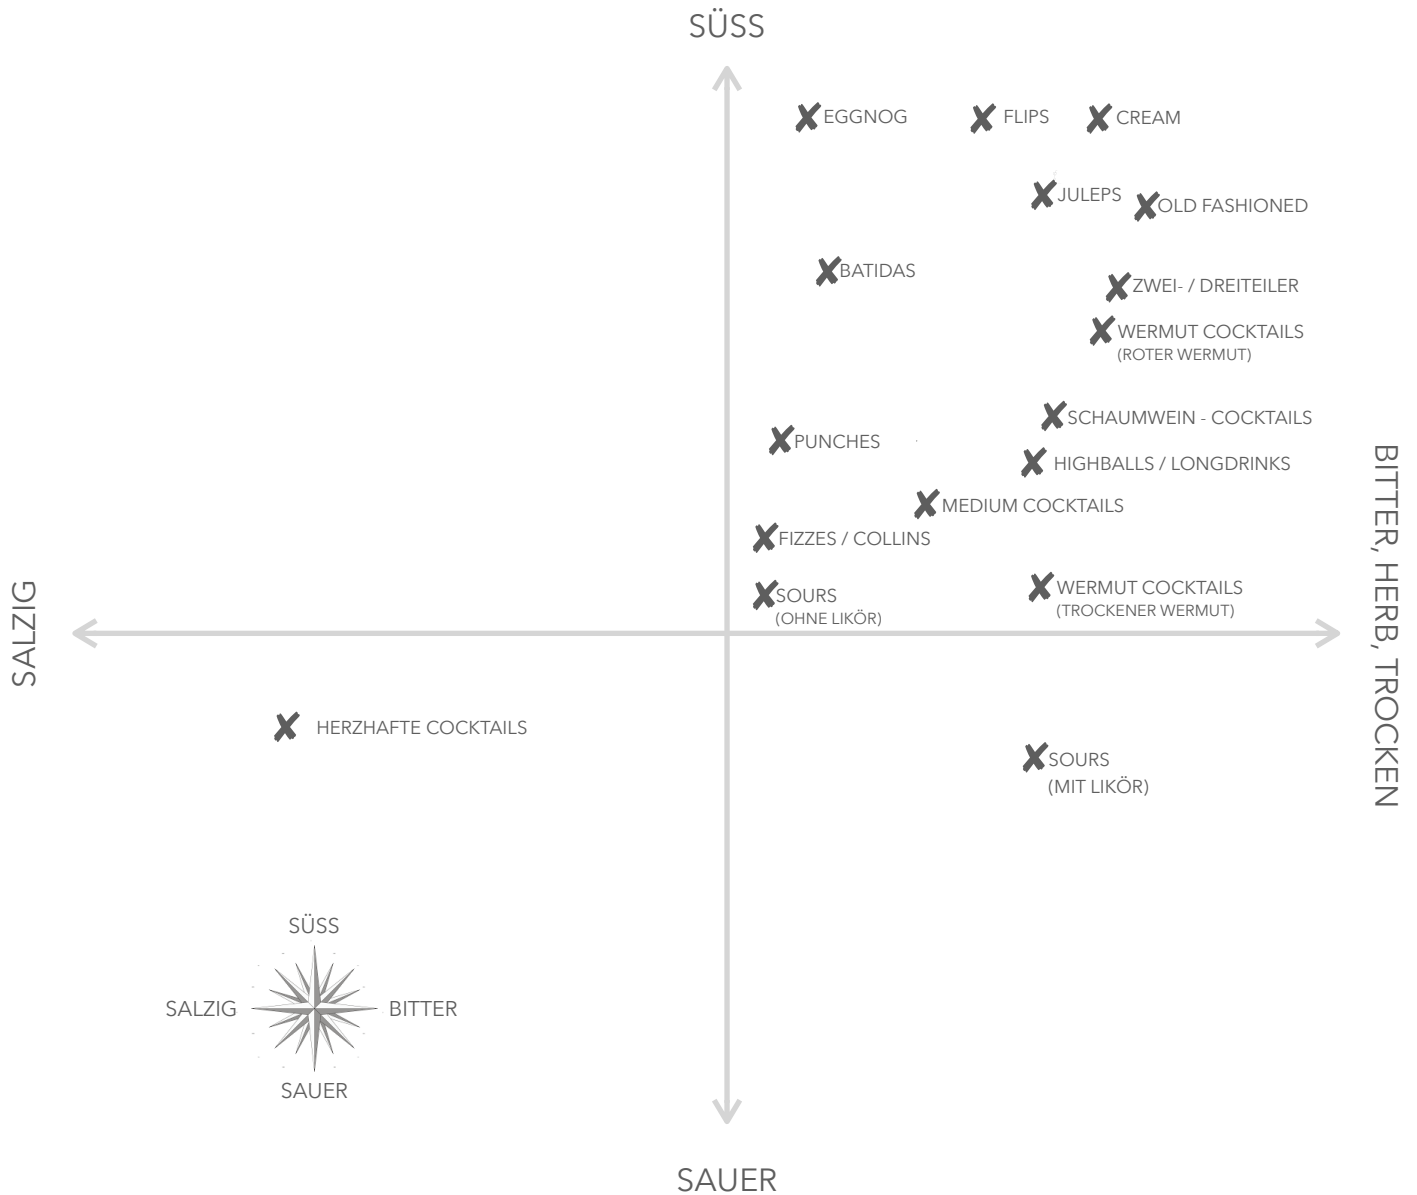 SÜSS
EGGNOG
FLIPS
CREAM
JULEPS
OLD FASHIONED
BATIDAS
ZWEI- / DREITEILER
WERMUT COCKTAILS
(ROTER WERMUT)
SCHAUMWEIN - COCKTAILS
PUNCHES
HIGHBALLS / LONGDRINKS
MEDIUM COCKTAILS
FIZZES / COLLINS
WERMUT COCKTAILS
(TROCKENER WERMUT)
SOURS
(OHNE LIKÖR)
SALZIG
BITTER, HERB, TROCKEN
HERZHAFTE COCKTAILS
SOURS
(MIT LIKÖR)
SÜSS
SALZIG
BITTER
SAUER
SAUER